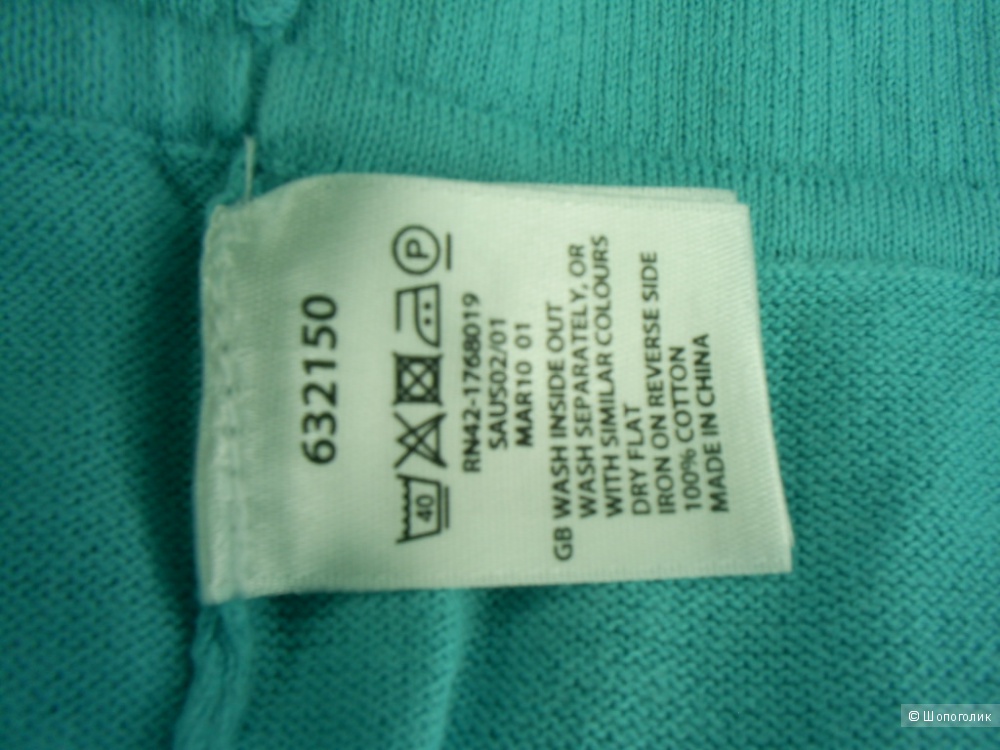 632150
40 P
RN42-1768019
SAUS02/01
MAR10 01
GB WASH INSIDE OUT
WASH SEPARATELY, OR
WITH SIMILAR COLOURS
DRY FLAT
IRON ON REVERSE SIDE
100% COTTON
MADE IN CHINA
© Шопоголик